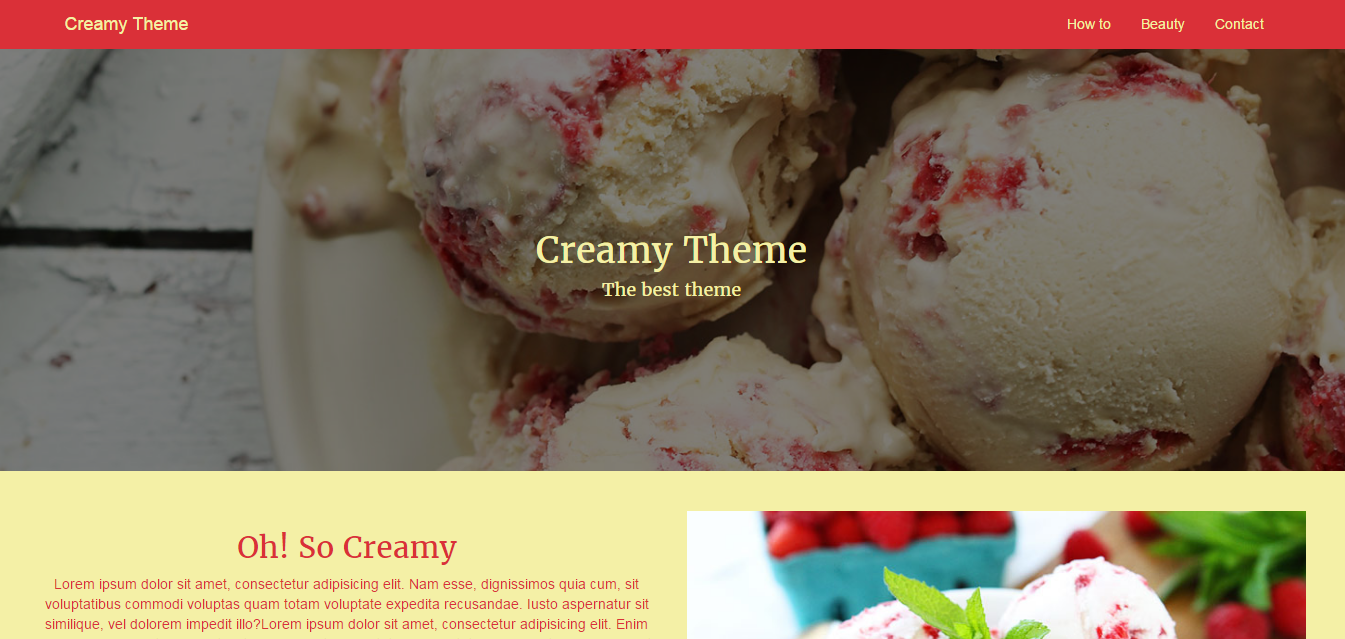 Creamy Theme
How to Beauty Contact
Creamy Theme
The best theme
Oh! So Creamy
Lorem ipsum dolor sit amet, consectetur adipisicing elit. Nam esse, dignissimos quia cum, sit
voluptatibus commodi voluptas quam totam voluptate expedita recusandae. Iusto aspernatur sit
similique, vel dolorem impedit illo?Lorem ipsum dolor sit amet, consectetur adipisicing elit. Enim